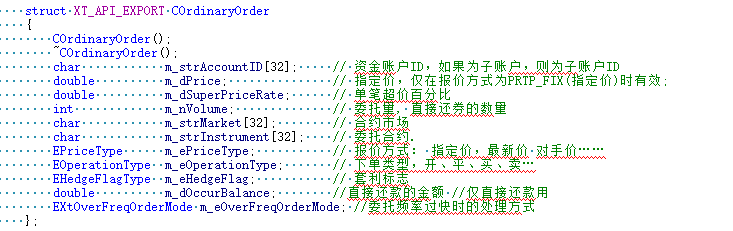 struct XT_API_EXPORT COrdinaryOrder
{
COrdinaryOrder();
~COrdinaryOrder();
char m_strAccountID[32]; // 资金账户ID，如果为子账户，则为子账户ID
double m_dPrice; // 指定价，仅在报价方式为PRTP_FIX(指定价)时有效;
double m_dSuperPriceRate; // 单笔超价百分比
int m_nVolume; // 委托量, 直接还券的数量
char m_strMarket[32]; // 合约市场
char m_strInstrument[32]; // 委托合约.
EPriceType m_ePriceType; // 报价方式: 指定价，最新价 对手价……
EOperationType m_eOperationType; // 下单类型，开、平、买、卖…
EHedgeFlagType m_eHedgeFlag; // 套利标志
double m_dOccurBalance; //直接还款的金额 //仅直接还款用
EXtOverFreqOrderMode m_eOverFreqOrderMode; //委托频率过快时的处理方式
};